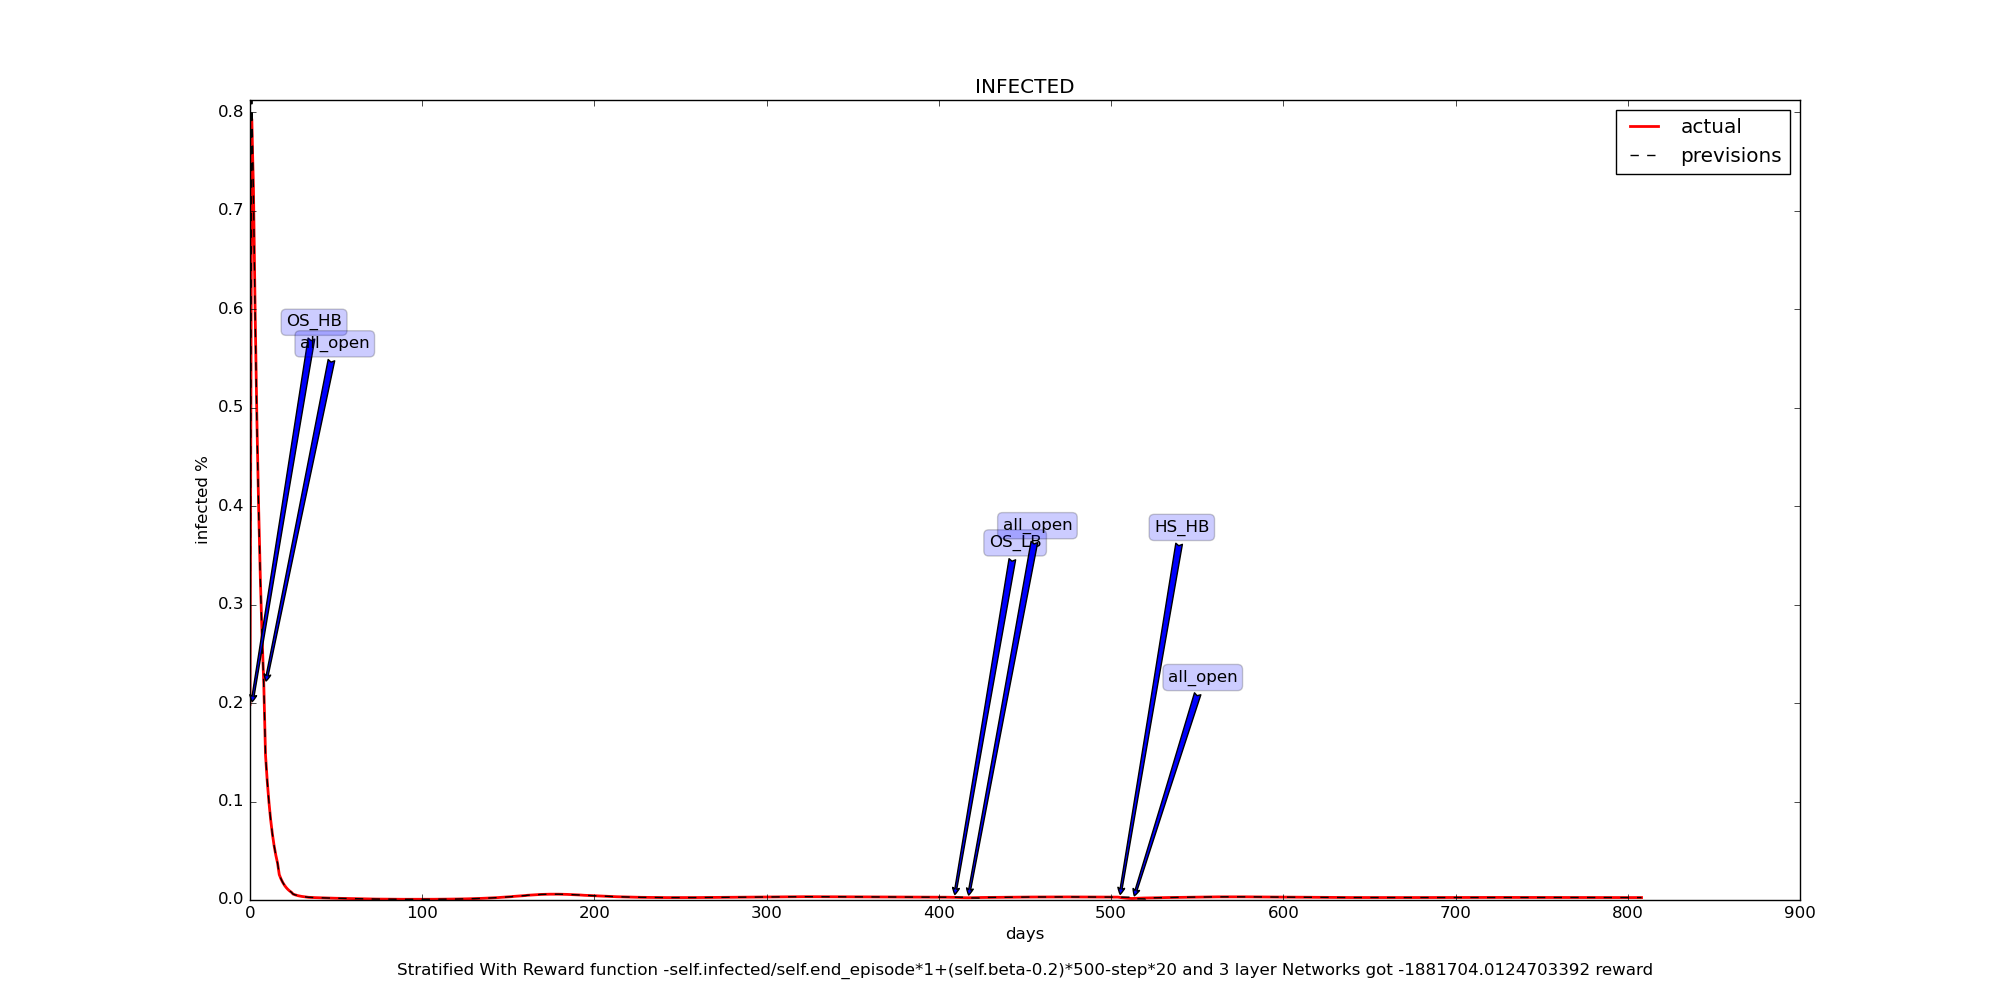 INFECTED
0.8
actual
previsions
0.7
0.6
OS_HB
all_open
0.5
infected %
0.4
all_open
OS_LB
HS_HB
0.3
all_open
0.2
0.1
0.0
0 100 200 300 400 500 600 700 800 900
days
Stratified With Reward function -self.infected/self.end_episode*1+(self.beta-0.2)*500-step*20 and 3 layer Networks got -1881704.0124703392 reward